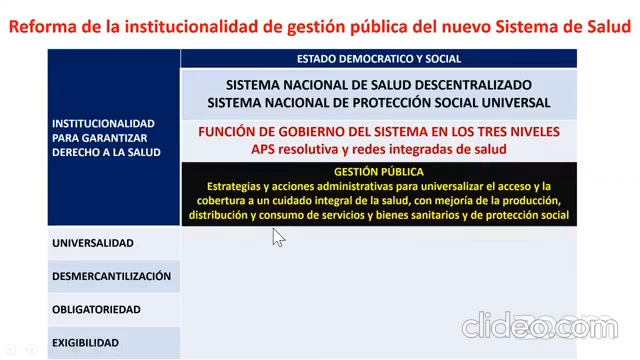 Reforma de la institucionalidad de gestión pública del nuevo Sistema de Salud
ESTADO DEMOCRATICO Y SOCIAL
INSTITUCIONALIDAD
PARA GARANTIZAR
DERECHO A LA SALUD
SISTEMA NACIONAL DE SALUD DESCENTRALIZADO
SISTEMA NACIONAL DE PROTECCIÓN SOCIAL UNIVERSAL
FUNCIÓN DE GOBIERNO DEL SISTEMA EN LOS TRES NIVELES
APS resolutiva y redes integradas de salud
GESTIÓN PÚBLICA
Estrategias y acciones administrativas para universalizar el acceso y la
cobertura a un cuidado integral de la salud, con mejoría de la producción,
distribución y consumo de servicios y bienes sanitarios y de protección social
UNIVERSALIDAD
DESMERCANTILIZACIÓN
OBLIGATORIEDAD
EXIGIBILIDAD
clideo.com